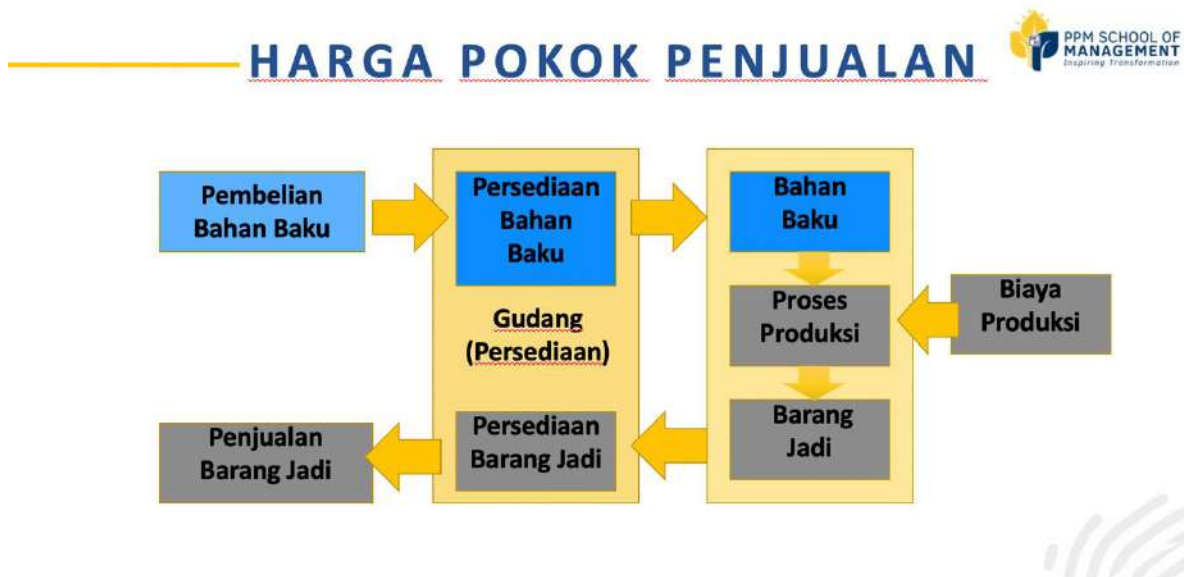 HARGA POKOK PENJUALAN
PPM SCHOOL OF
MANAGEMENT
Inspiring Transformation
Pembelian
Bahan Baku
Persediaan
Bahan
Baku
Bahan
Baku
Gudang
(Persediaan)
Proses
Produksi
Biaya
Produksi
Penjualan
Barang Jadi
Persediaan
Barang Jadi
Barang
Jadi